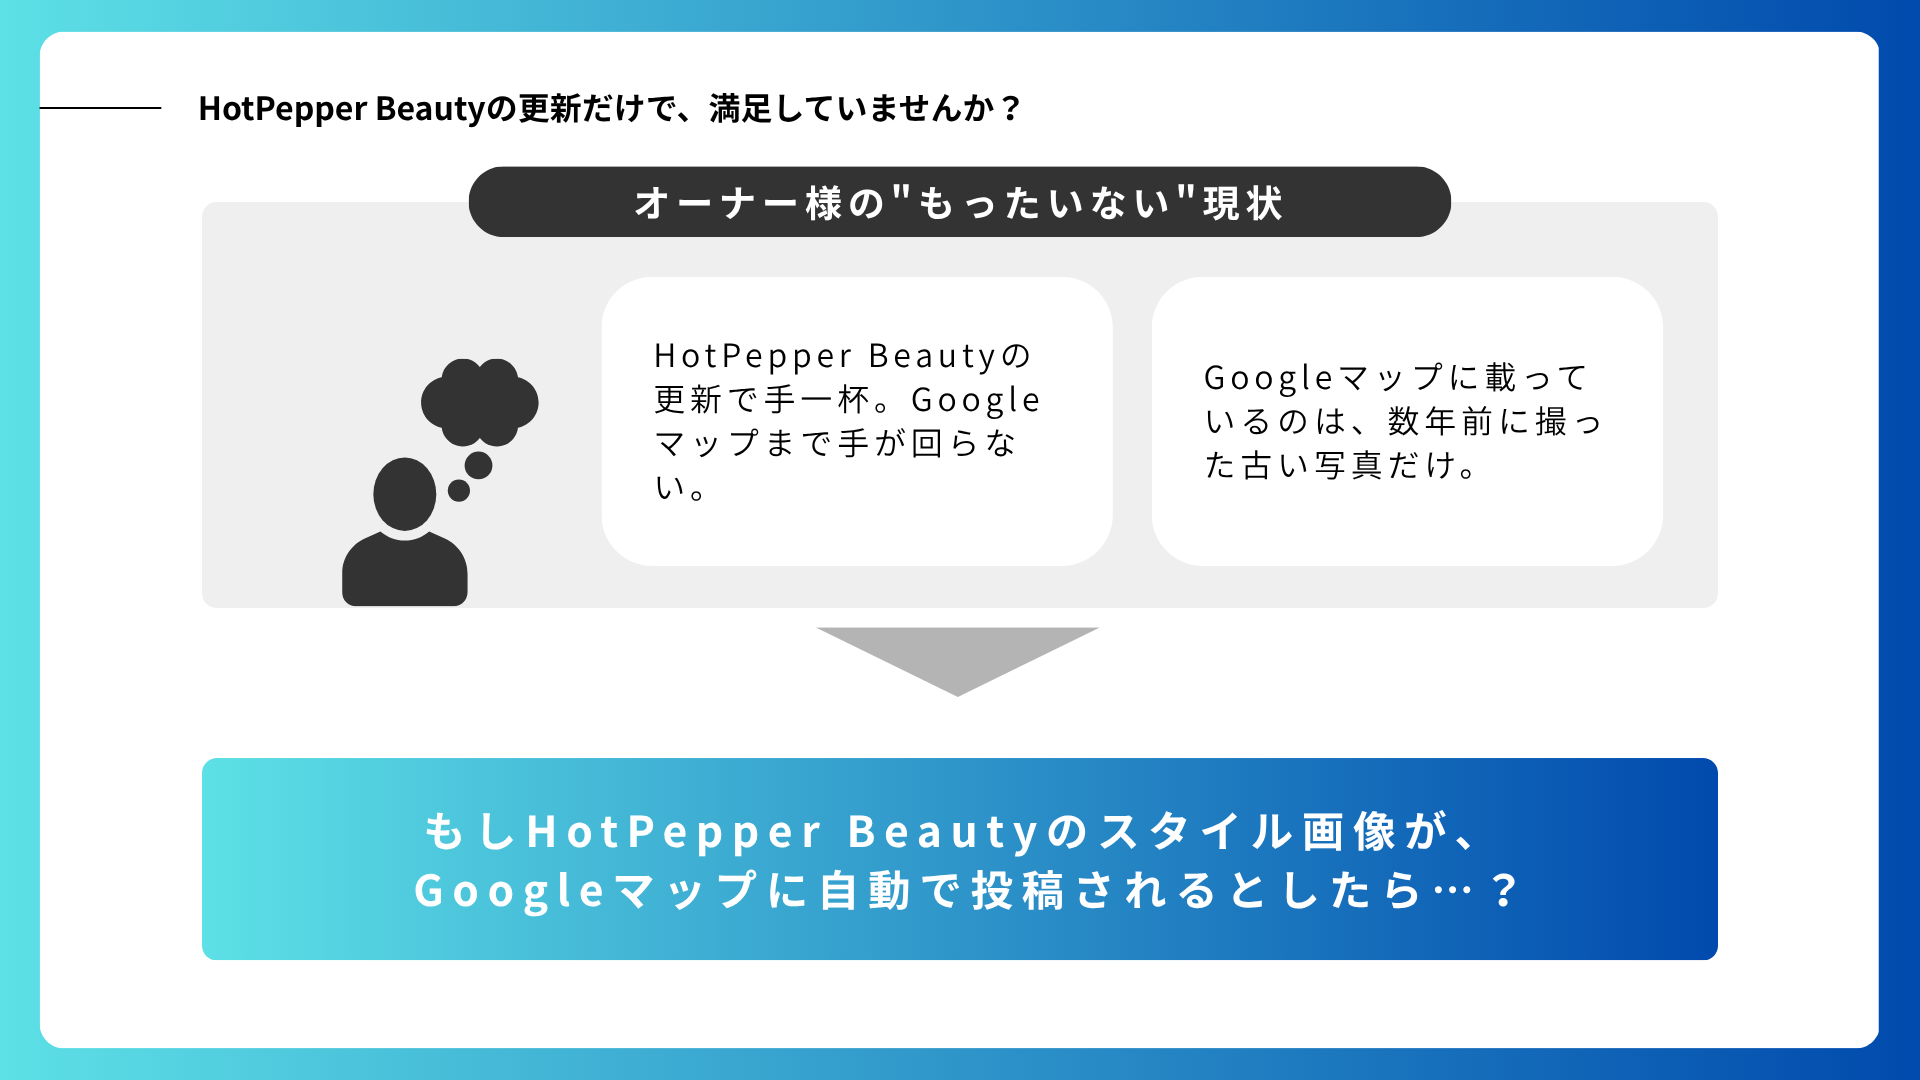 HotPepper Beautyの更新だけで、満足していませんか？
オーナー様の"もったいない"現状
HotPepper Beautyの
更新で手一杯。Google
マップまで手が回らな
い。
Googleマップに載って
いるのは、数年前に撮っ
た古い写真だけ。
もしHotPepper Beautyのスタイル画像が、
Googleマップに自動で投稿されるとしたら…？